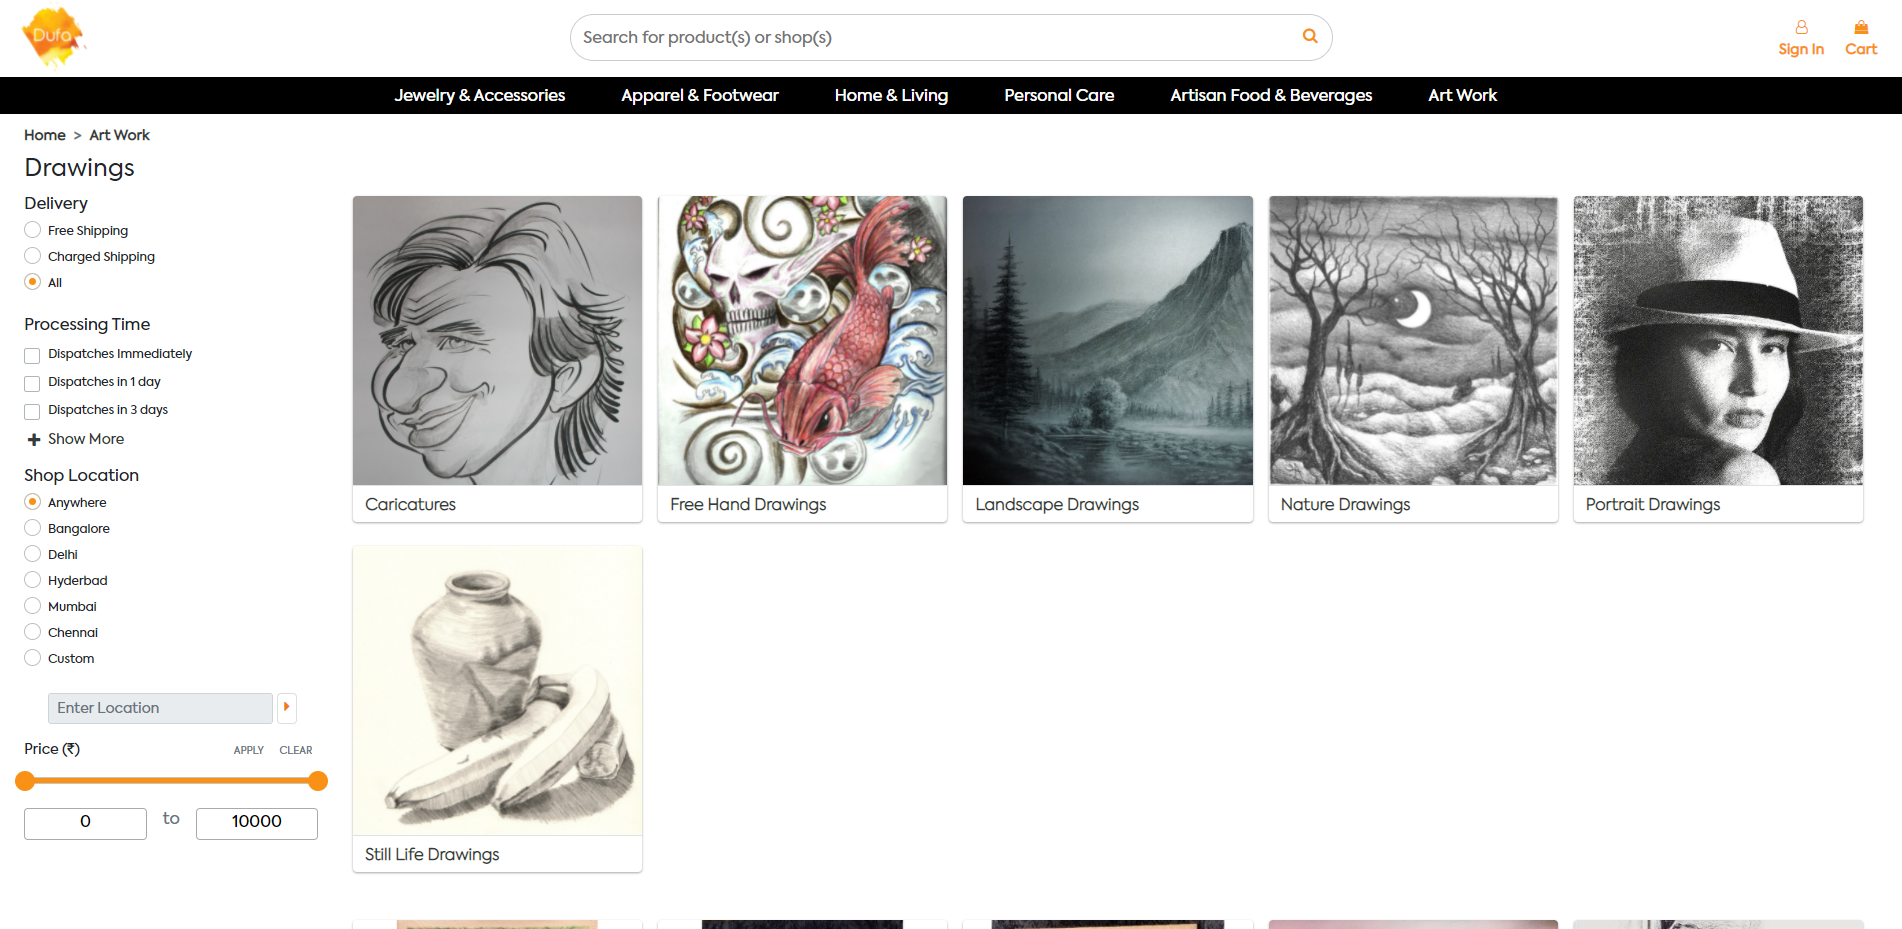 Dufa
Search for product(s) or shop(s)
Sign In
Cart
Jewelry & Accessories
Apparel & Footwear
Home & Living
Personal Care
Artisan Food & Beverages
Art Work
Home > Art Work
Drawings
Delivery
Free Shipping
Charged Shipping
All
Processing Time
Dispatches Immediately
Dispatches in 1 day
Dispatches in 3 days
Show More
Shop Location
Anywhere
Bangalore
Delhi
Hyderbad
Mumbai
Chennai
Custom
Enter Location
Price (₹)
APPLY
CLEAR
0 to 10000
Caricatures
Free Hand Drawings
Landscape Drawings
Nature Drawings
Portrait Drawings
Still Life Drawings